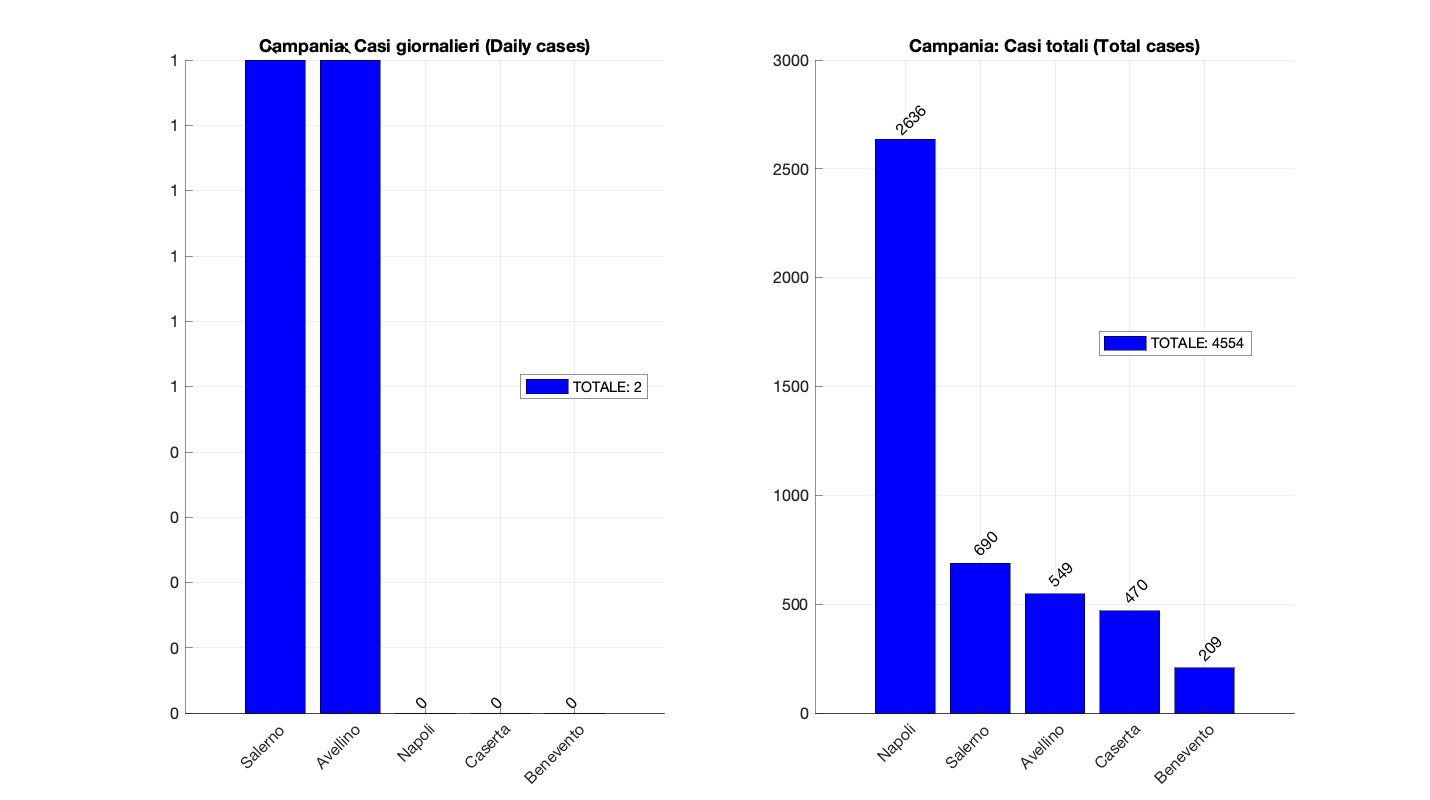 Campania: Casi giornalieri (Daily cases)
1
1
1
1
1
1
0
0
0
0
0
0
0
0
TOTALE: 2
Salerno
Avellino
Napoli
Caserta
Benevento
Campania: Casi totali (Total cases)
3000
2500
2000
1500
1000
500
0
2636
690
549
470
209
TOTALE: 4554
Napoli
Salerno
Avellino
Caserta
Benevento